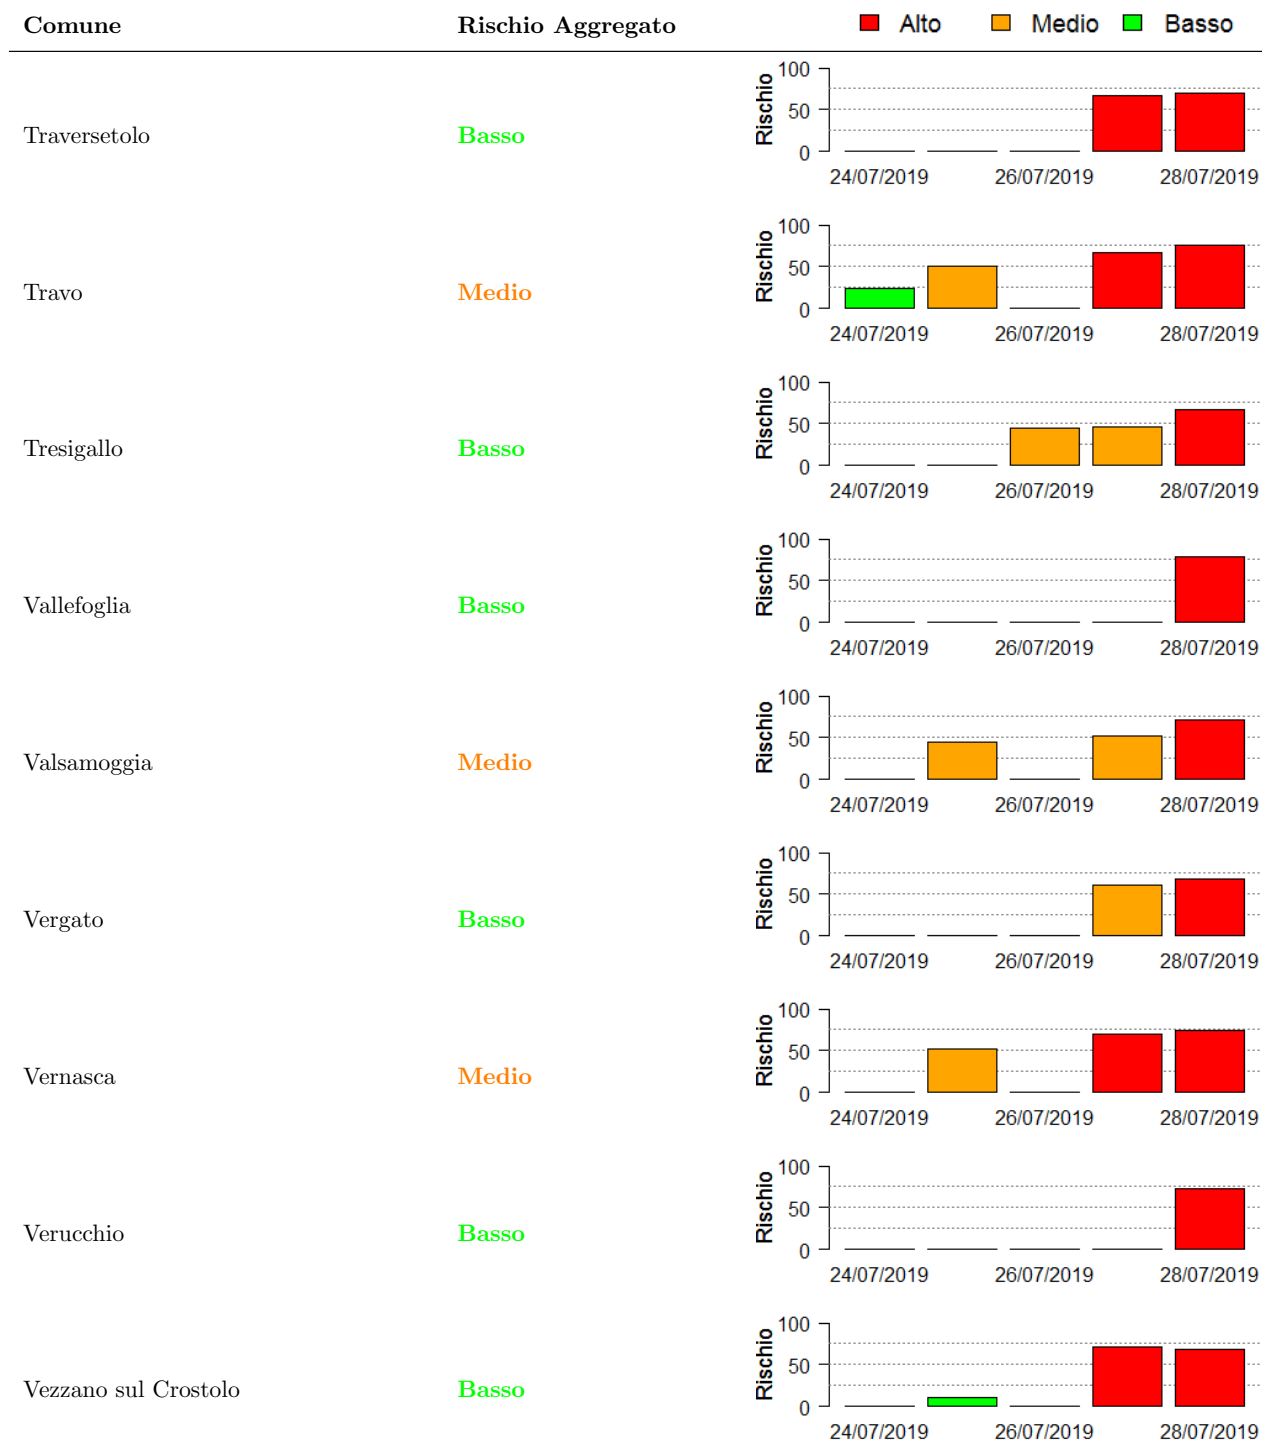 Comune Rischio Aggregato Alto Medio Basso
Traversetolo Basso Rischio 100 50 0
24/07/2019 26/07/2019 28/07/2019
Travo Medio Rischio 100 50 0
24/07/2019 26/07/2019 28/07/2019
Tresigallo Basso Rischio 100 50 0
24/07/2019 26/07/2019 28/07/2019
Vallefoglia Basso Rischio 100 50 0
24/07/2019 26/07/2019 28/07/2019
Valsamoggia Medio Rischio 100 50 0
24/07/2019 26/07/2019 28/07/2019
Vergato Basso Rischio 100 50 0
24/07/2019 26/07/2019 28/07/2019
Vernasca Medio Rischio 100 50 0
24/07/2019 26/07/2019 28/07/2019
Verucchio Basso Rischio 100 50 0
24/07/2019 26/07/2019 28/07/2019
Vezzano sul Crostolo Basso Rischio 100 50 0
24/07/2019 26/07/2019 28/07/2019